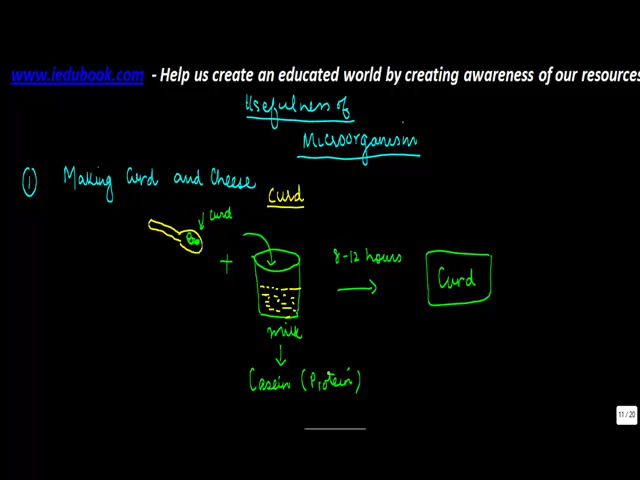 www.iedubook.com - Help us create an educated world by creating awareness of our resources
Usefulness of
Microorganism
① Making Curd and Cheese
Curd
curd
+
8-12 hours
Curd
milk
Casein (Protein)
11 / 20